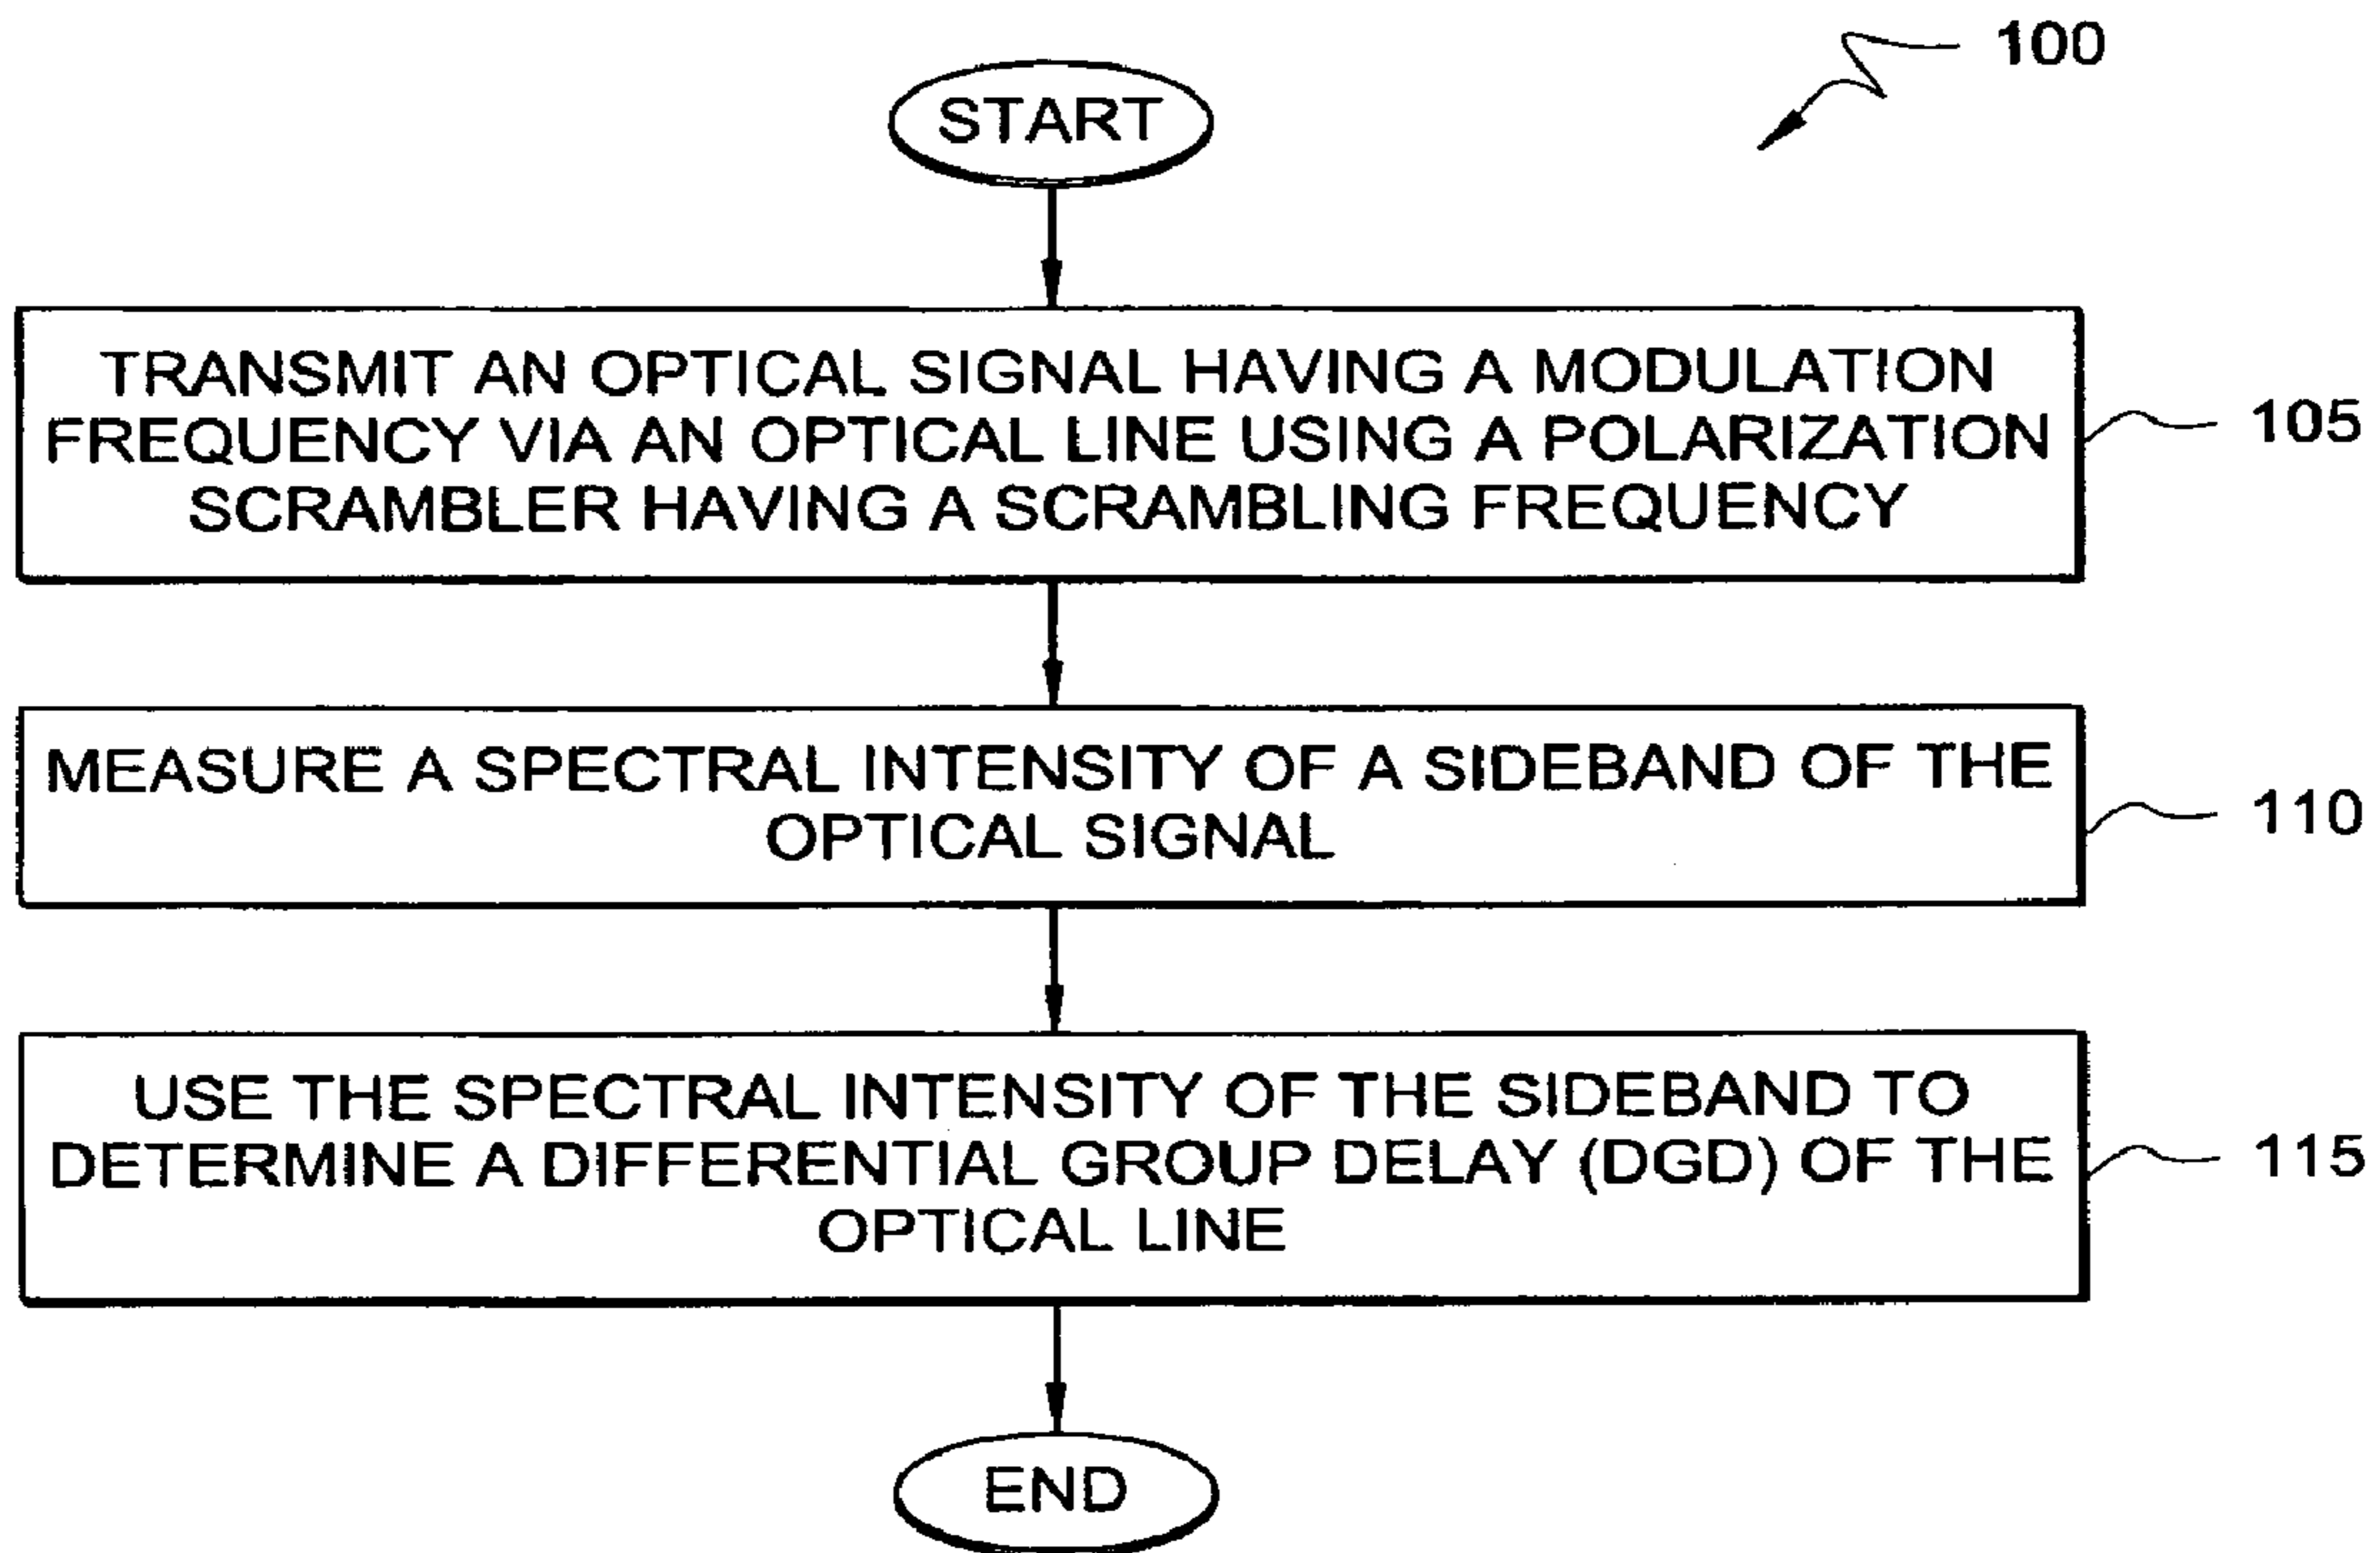 100
START
TRANSMIT AN OPTICAL SIGNAL HAVING A MODULATION
FREQUENCY VIA AN OPTICAL LINE USING A POLARIZATION
SCRAMBLER HAVING A SCRAMBLING FREQUENCY
105
MEASURE A SPECTRAL INTENSITY OF A SIDEBAND OF THE
OPTICAL SIGNAL
110
USE THE SPECTRAL INTENSITY OF THE SIDEBAND TO
DETERMINE A DIFFERENTIAL GROUP DELAY (DGD) OF THE
OPTICAL LINE
115
END